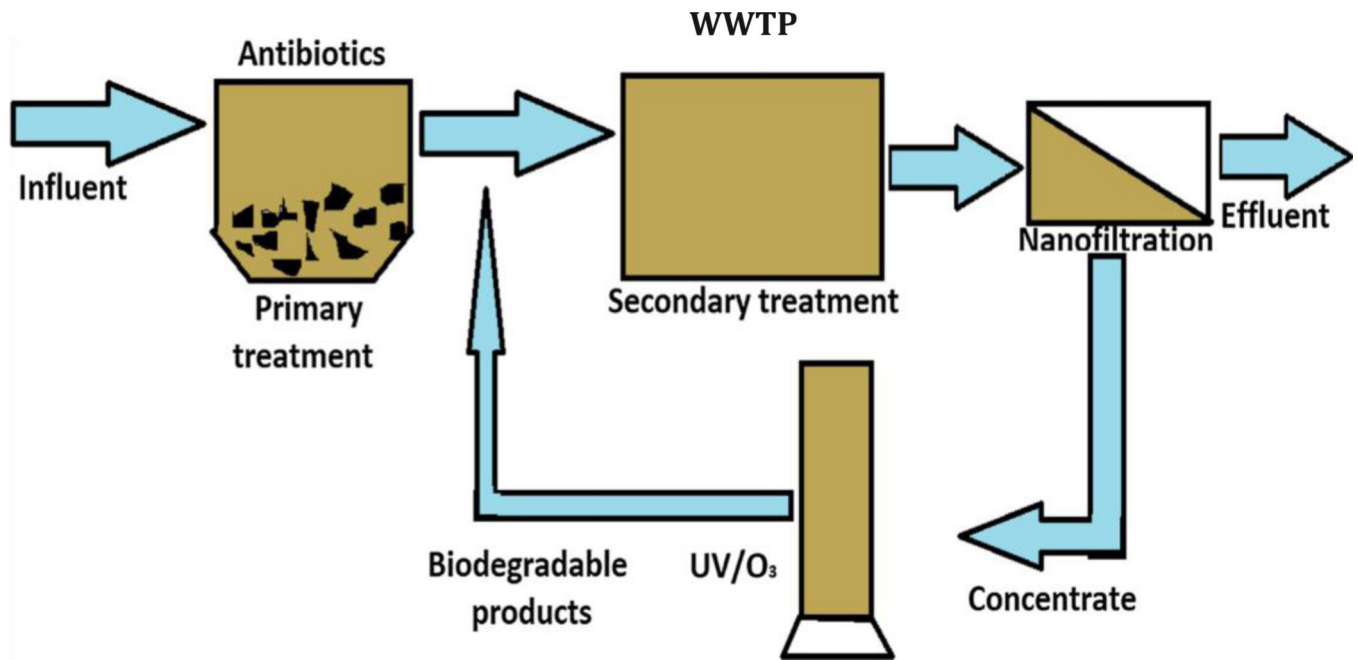 WWTP
Antibiotics
Influent
Primary
treatment
Secondary treatment
Nanofiltration
Effluent
Biodegradable
products
UV/O₃
Concentrate